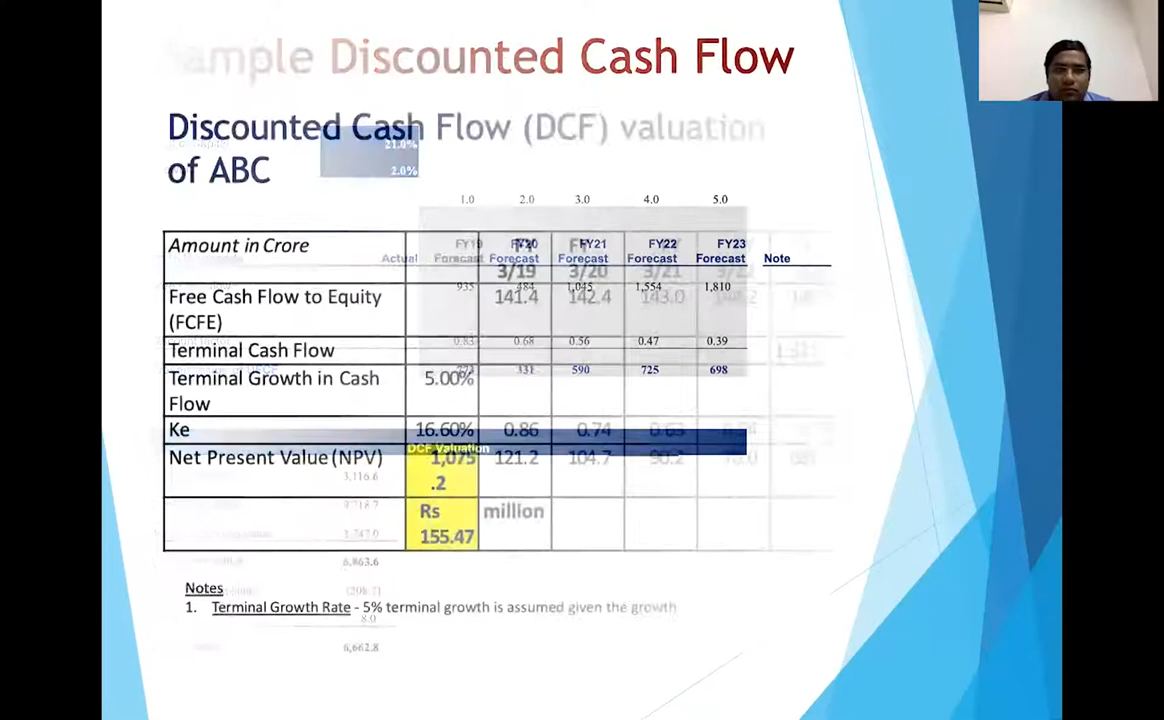 Sample Discounted Cash Flow
Discounted Cash Flow (DCF) valuation
of ABC
21.0%
2.0%
1.0 2.0 3.0 4.0 5.0
Amount in Crore FY19 FY20 FY21 FY22 FY23
Actual Forecast Forecast Forecast Forecast Forecast Note
3/19 3/20 3/21
935 484 1,045 1,554 1,810
Free Cash Flow to Equity 141.4 142.4 143.0
(FCFE)
0.83 0.68 0.56 0.47 0.39
Terminal Cash Flow
331 590 725 698
Terminal Growth in Cash 5.00%
Flow
Ke 16.60% 0.86 0.74 0.63
DCF Valuation
Net Present Value (NPV) 1,075 121.2 104.7 90.2
3,116.6
.2
Rs million
155.47
6,863.6
Notes
1. Terminal Growth Rate - 5% terminal growth is assumed given the growth
8.0
6,662.8